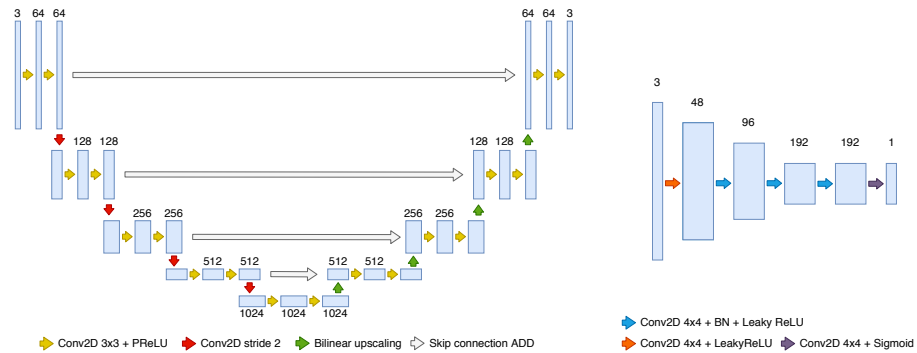 3 64 64
64 64 3
128 128
128 128
256 256
256 256
512 512
512 512
1024 1024 1024
Conv2D 3x3 + PReLU
Conv2D stride 2
Bilinear upscaling
Skip connection ADD
3
48
96
192
192
1
Conv2D 4x4 + BN + Leaky ReLU
Conv2D 4x4 + LeakyReLU
Conv2D 4x4 + Sigmoid